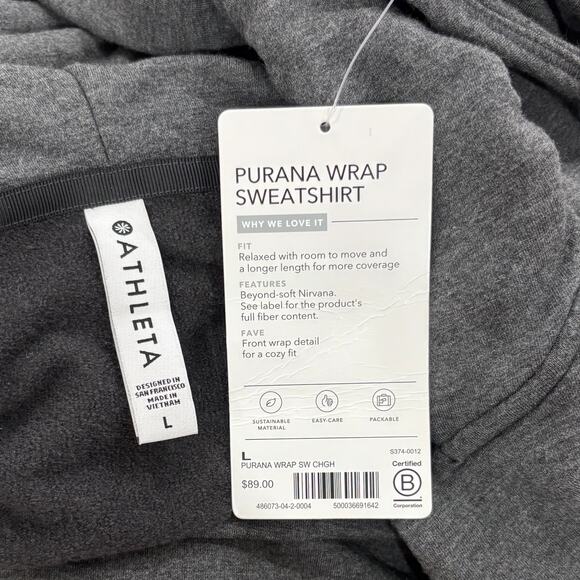 PURANA WRAP
SWEATSHIRT
WHY WE LOVE IT
FIT
Relaxed with room to move and
a longer length for more coverage
FEATURES
Beyond-soft Nirvana.
See label for the product's
full fiber content.
FAVE
Front wrap detail
for a cozy fit
SUSTAINABLE
MATERIAL
EASY-CARE
PACKABLE
L
S374-0012
PURANA WRAP SW CHGH
$89.00
486073-04-2-0004
500036691642
Certified
B
Corporation
ATHLETA
DESIGNED IN
SAN FRANCISCO
MADE IN
VIETNAM
L